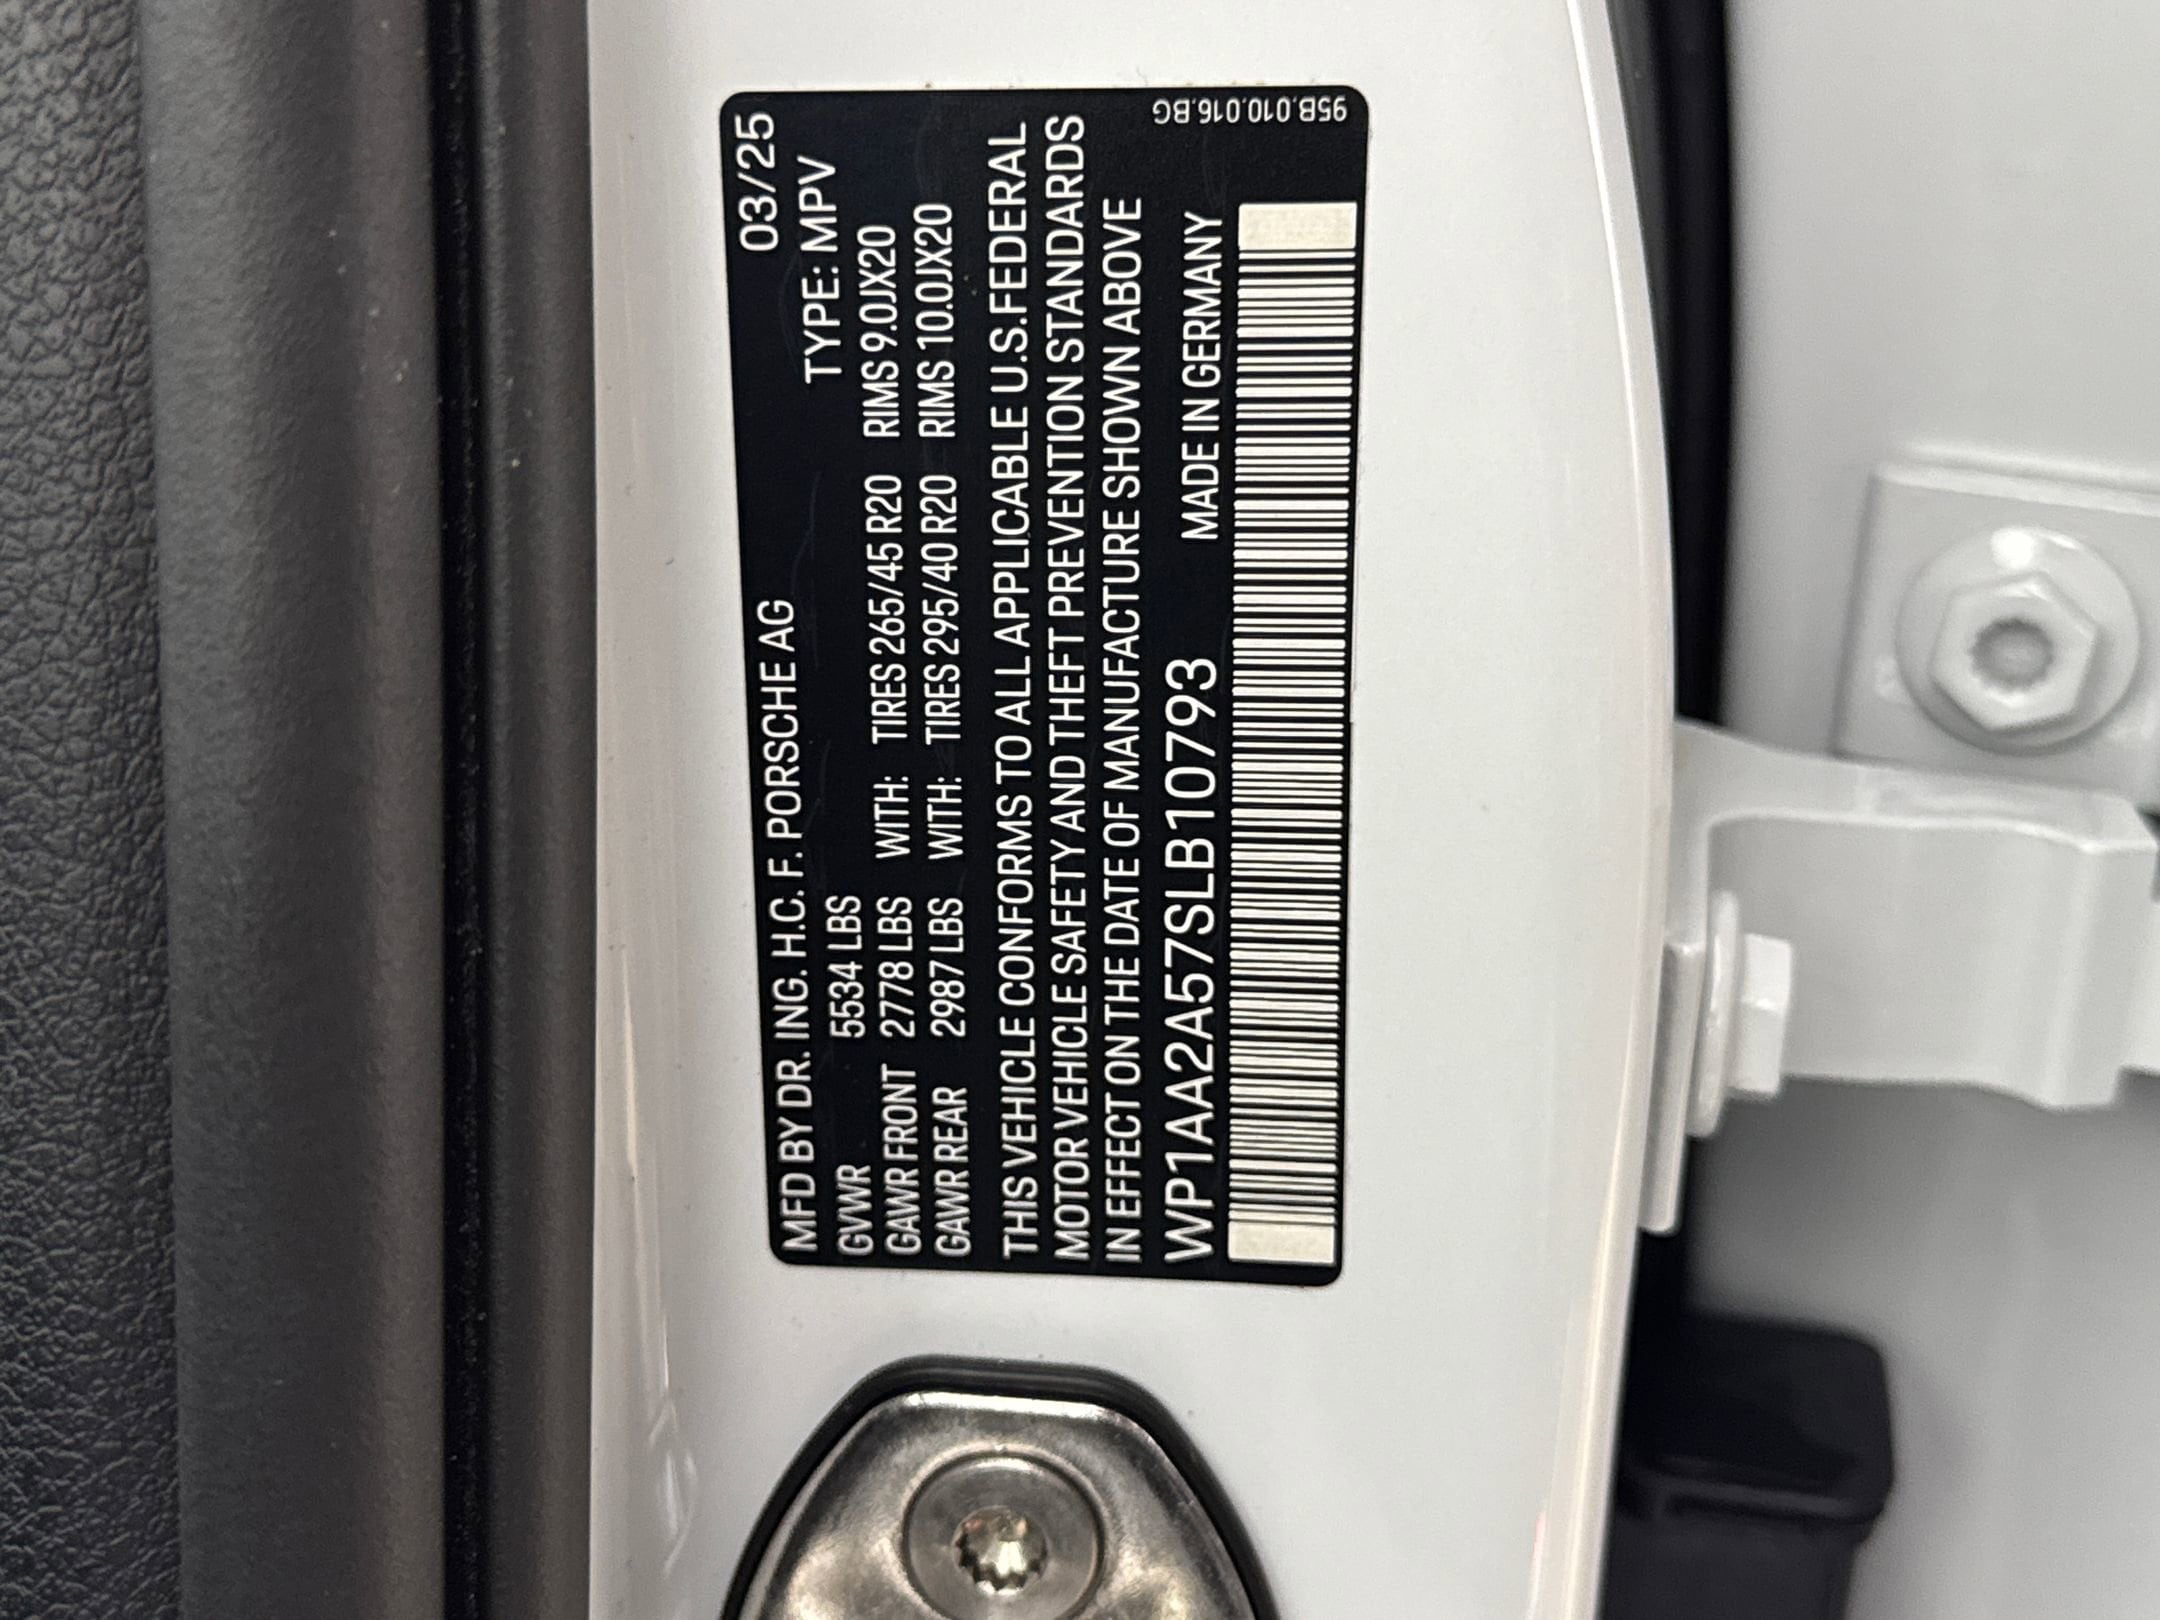 MFD BY DR. ING. H.C. F. PORSCHE AG 03/25
GVWR 5534 LBS TYPE: MPV
GAWR FRONT 2778 LBS WITH: TIRES 265/45 R20 RIMS 9.0JX20
GAWR REAR 2987 LBS WITH: TIRES 295/40 R20 RIMS 10.0JX20
THIS VEHICLE CONFORMS TO ALL APPLICABLE U.S.FEDERAL
MOTOR VEHICLE SAFETY AND THEFT PREVENTION STANDARDS
IN EFFECT ON THE DATE OF MANUFACTURE SHOWN ABOVE
WP1AA2A57SLB10793 MADE IN GERMANY
95B.010.016.BG